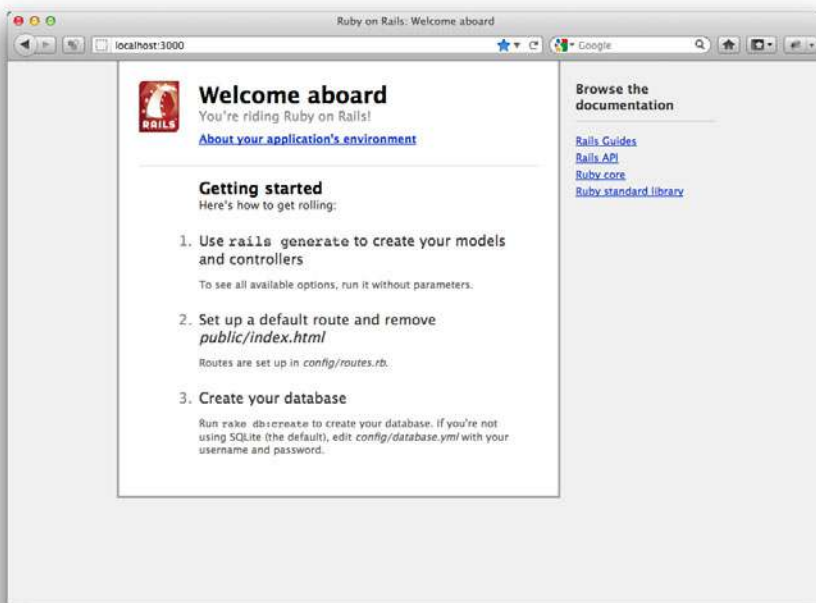 Ruby on Rails: Welcome aboard
localhost:3000
Google
RAILS
Welcome aboard
You're riding Ruby on Rails!
About your application's environment
Getting started
Here's how to get rolling:
1. Use rails generate to create your models
and controllers
To see all available options, run it without parameters.
2. Set up a default route and remove
public/index.html
Routes are set up in config/routes.rb.
3. Create your database
Run rake db:create to create your database. If you're not
using SQLite (the default), edit config/database.yml with your
username and password.
Browse the
documentation
Rails Guides
Rails API
Ruby core
Ruby standard library